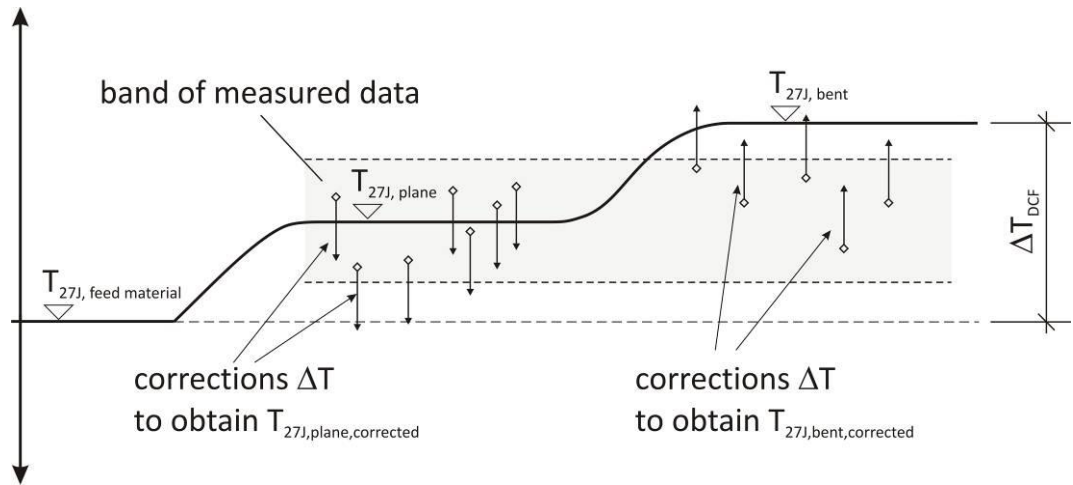 band of measured data
T27J, bent
T27J, plane
ΔTDCF
T27J, feed material
corrections ΔT
to obtain T27J,plane,corrected
corrections ΔT
to obtain T27J,bent,corrected